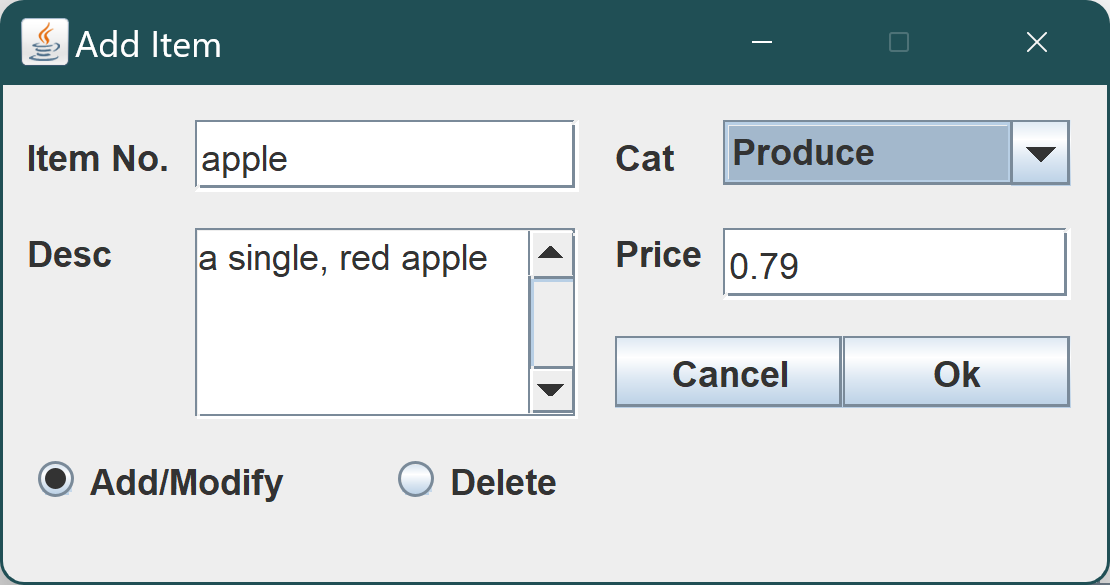 Add Item
Item No. apple Cat Produce
Desc a single, red apple Price 0.79
Cancel Ok
Add/Modify Delete